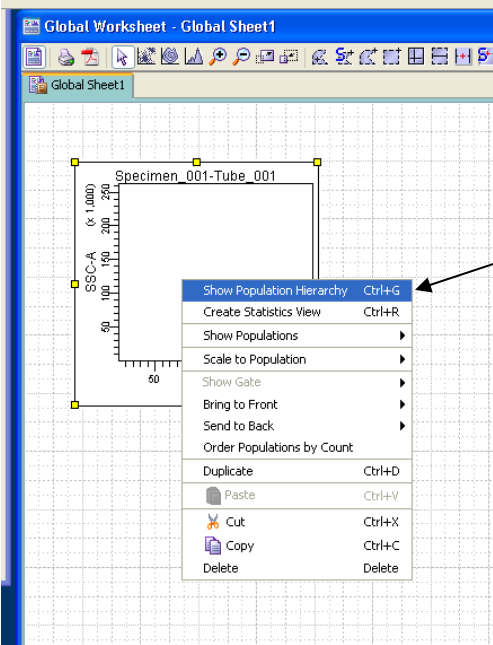 Global Worksheet - Global Sheet1
Global Sheet1
Specimen_001-Tube_001
SSC-A (x 1,000)
250
200
150
100
50
50
Show Population Hierarchy Ctrl+G
Create Statistics View Ctrl+R
Show Populations
Scale to Population
Show Gate
Bring to Front
Send to Back
Order Populations by Count
Duplicate Ctrl+D
Paste Ctrl+V
Cut Ctrl+X
Copy Ctrl+C
Delete Delete